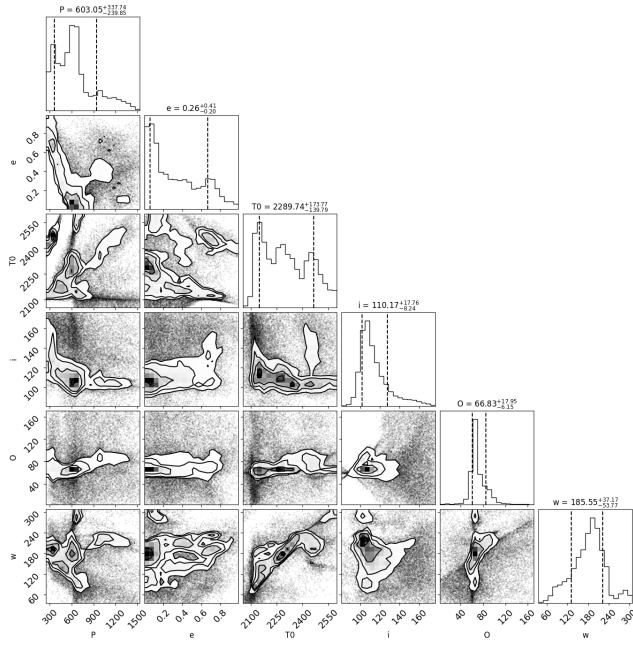 P = 603.05+337.74−239.85
e = 0.26+0.41−0.20
e
0.8
0.6
0.4
0.2
T0 = 2289.74+173.77−139.79
T0
2550
2400
2250
2100
i = 110.17+17.76−8.24
i
160
140
120
100
O = 66.83+17.95−6.15
O
160
120
80
40
w = 185.55+37.17−53.77
w
300
240
180
120
60
300 600 900 1200 1500
0.2 0.4 0.6 0.8
2100 2250 2400 2550
100 120 140 160
40 80 120 160
60 120 180 240 300
P e T0 i O w